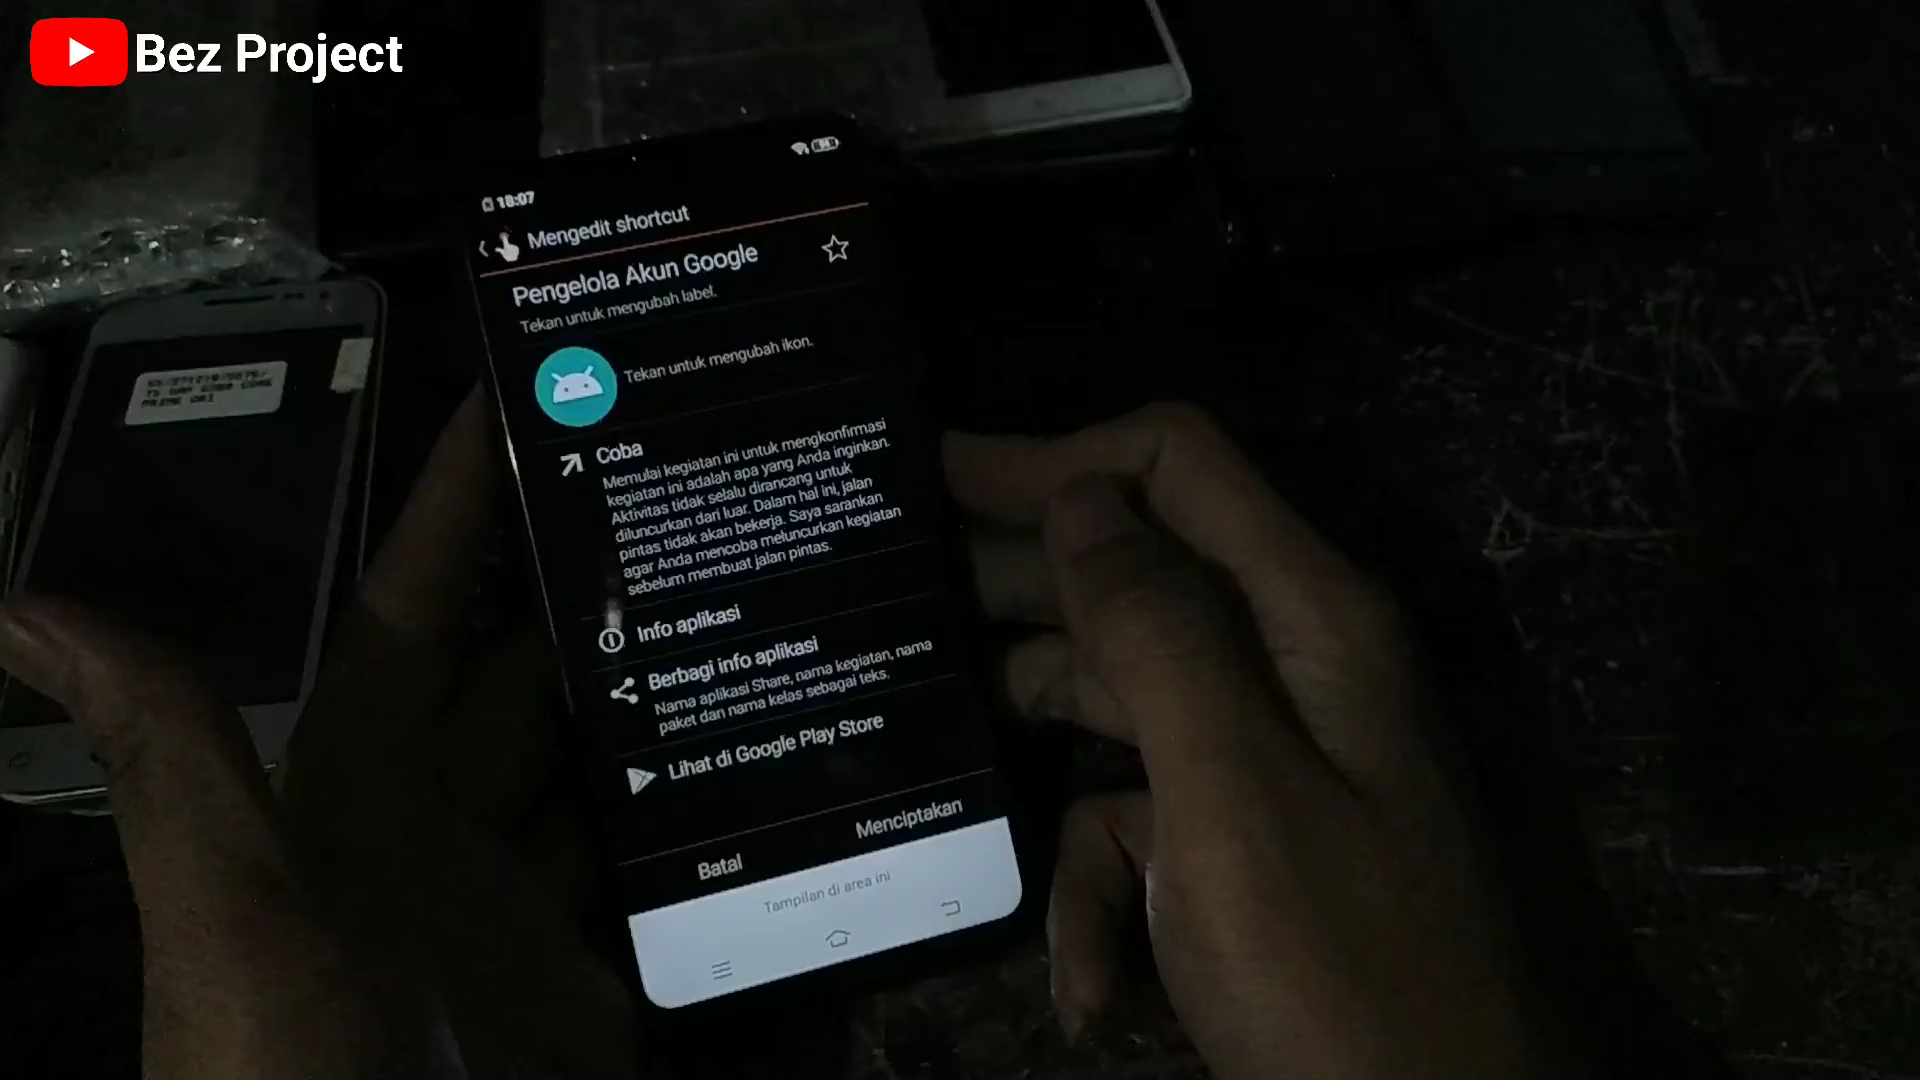 Bez Project
18:07
Mengedit shortcut
Pengelola Akun Google
Tekan untuk mengubah label.
Tekan untuk mengubah ikon.
Coba
Memulai kegiatan ini untuk mengkonfirmasi
kegiatan ini adalah apa yang Anda inginkan.
Aktivitas tidak selalu dirancang untuk
diluncurkan dari luar. Dalam hal ini, jalan
pintas tidak akan bekerja. Saya sarankan
agar Anda mencoba meluncurkan kegiatan
sebelum membuat jalan pintas.
Info aplikasi
Berbagi info aplikasi
Nama aplikasi Share, nama kegiatan, nama
paket dan nama kelas sebagai teks.
Lihat di Google Play Store
Batal
Menciptakan
Tampilan di area ini